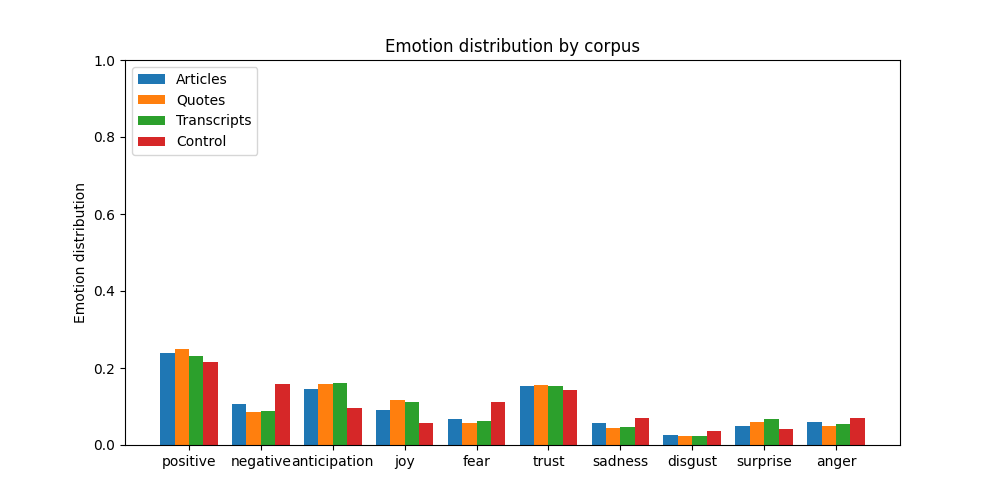 Emotion distribution by corpus
Emotion distribution
1.0
0.8
0.6
0.4
0.2
0.0
Articles
Quotes
Transcripts
Control
positive negative anticipation joy fear trust sadness disgust surprise anger